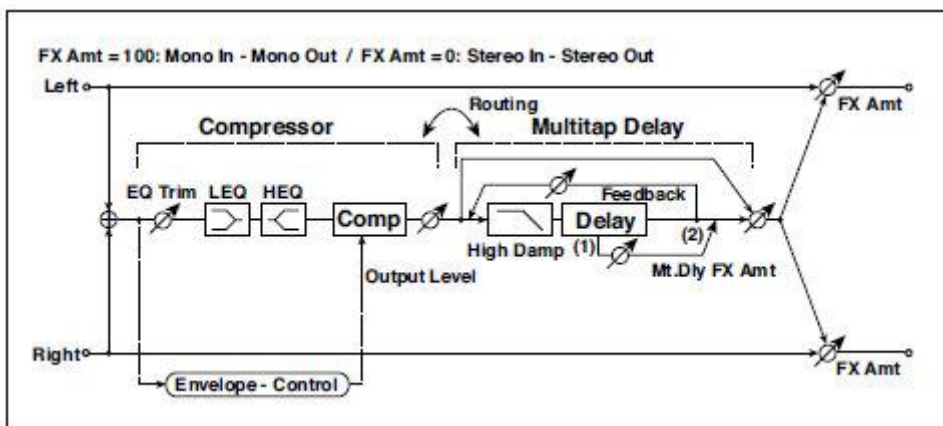 FX Amt = 100: Mono In - Mono Out / FX Amt = 0: Stereo In - Stereo Out
Left
FX Amt
Routing
Compressor
Multitap Delay
EQ Trim
LEQ
HEQ
Feedback
Comp
Delay
High Damp
(1)
(2)
Output Level
Mt.Dly FX Amt
Right
FX Amt
Envelope - Control